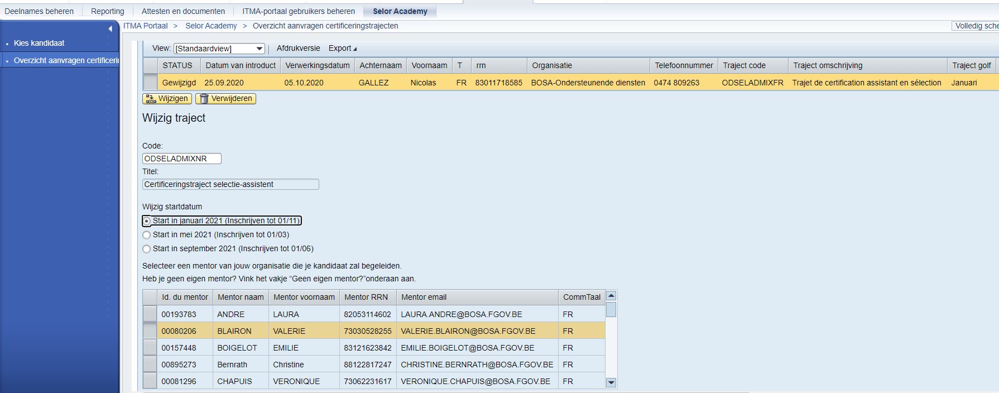 Deelnames beheren Reporting Attesten en documenten ITMA-portaal gebruikers beheren Selor Academy
ITMA Portaal > Selor Academy > Overzicht aanvragen certificeringstrajecten Volledig sche
Kies kandidaat
Overzicht aanvragen certificerin
View: [Standaardview] Afdrukversie Export
STATUS Datum van introduct Verwerkingsdatum Achternaam Voornaam T rrn Organisatie Telefoonnummer Traject code Traject omschrijving Traject golf
Gewijzigd 25.09.2020 05.10.2020 GALLEZ Nicolas FR 83011718585 BOSA-Ondersteunende diensten 0474 809263 ODSELADMIXFR Trajet de certification assistant en sélection Januari
Wijzigen Verwijderen
Wijzig traject
Code:
ODSELADMIXNR
Titel:
Certificeringstraject selectie-assistent
Wijzig startdatum
Start in januari 2021 (Inschrijven tot 01/11)
Start in mei 2021 (Inschrijven tot 01/03)
Start in september 2021 (Inschrijven tot 01/06)
Selecteer een mentor van jouw organisatie die je kandidaat zal begeleiden.
Heb je geen eigen mentor? Vink het vakje “Geen eigen mentor?”onderaan aan.
Id. du mentor Mentor naam Mentor voornaam Mentor RRN Mentor email CommTaal
00193783 ANDRE LAURA 82053114602 LAURA.ANDRE@BOSA.FGOV.BE FR
00080206 BLAIRON VALERIE 73030528255 VALERIE.BLAIRON@BOSA.FGOV.BE FR
00157448 BOIGELOT EMILIE 83121623842 EMILIE.BOIGELOT@BOSA.FGOV.BE FR
00895273 Bernrath Christine 88122817247 CHRISTINE.BERNRATH@BOSA.FGOV.BE FR
00081296 CHAPUIS VERONIQUE 73062231617 VERONIQUE.CHAPUIS@BOSA.FGOV.BE FR